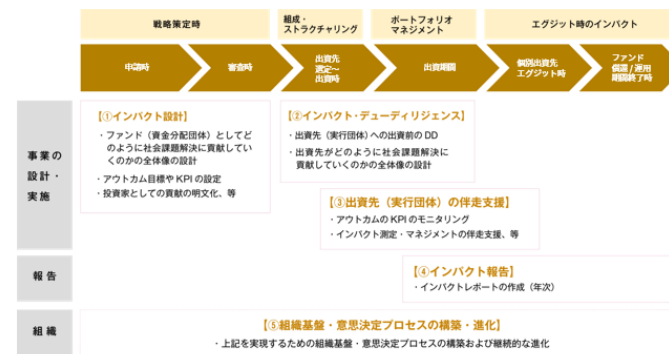 戦略策定時
組成・
ストラクチャリング
ポートフォリオ
マネジメント
エグジット時のインパクト
申請時
審査時
出資先
選定～
出資時
出資期間
個別出資先
エグジット時
ファンド
償還/運用
期間終了時
事業の
設計・
実施
【①インパクト設計】
・ファンド（資金分配団体）としてど
のように社会課題解決に貢献してい
くのかの全体像の設計
・アウトカム目標や KPI の設定
・投資家としての貢献の明文化、等
【②インパクト・デューディリジェンス】
・出資先（実行団体）への出資前の DD
・出資先がどのように社会課題解決に
貢献していくのかの全体像の設計
【③出資先（実行団体）の伴走支援】
・アウトカムの KPI のモニタリング
・インパクト測定・マネジメントの伴走支援、等
報告
【④インパクト報告】
・インパクトレポートの作成（年次）
組織
【⑤組織基盤・意思決定プロセスの構築・進化】
・上記を実現するための組織基盤・意思決定プロセスの構築および継続的な進化